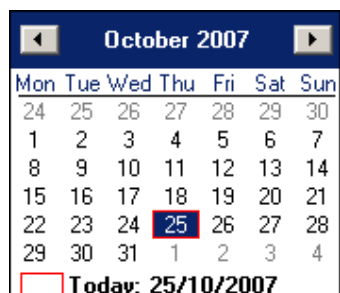 October 2007
Mon Tue Wed Thu Fri Sat Sun
24 25 26 27 28 29 30
1 2 3 4 5 6 7
8 9 10 11 12 13 14
15 16 17 18 19 20 21
22 23 24 25 26 27 28
29 30 31 1 2 3 4
Today: 25/10/2007